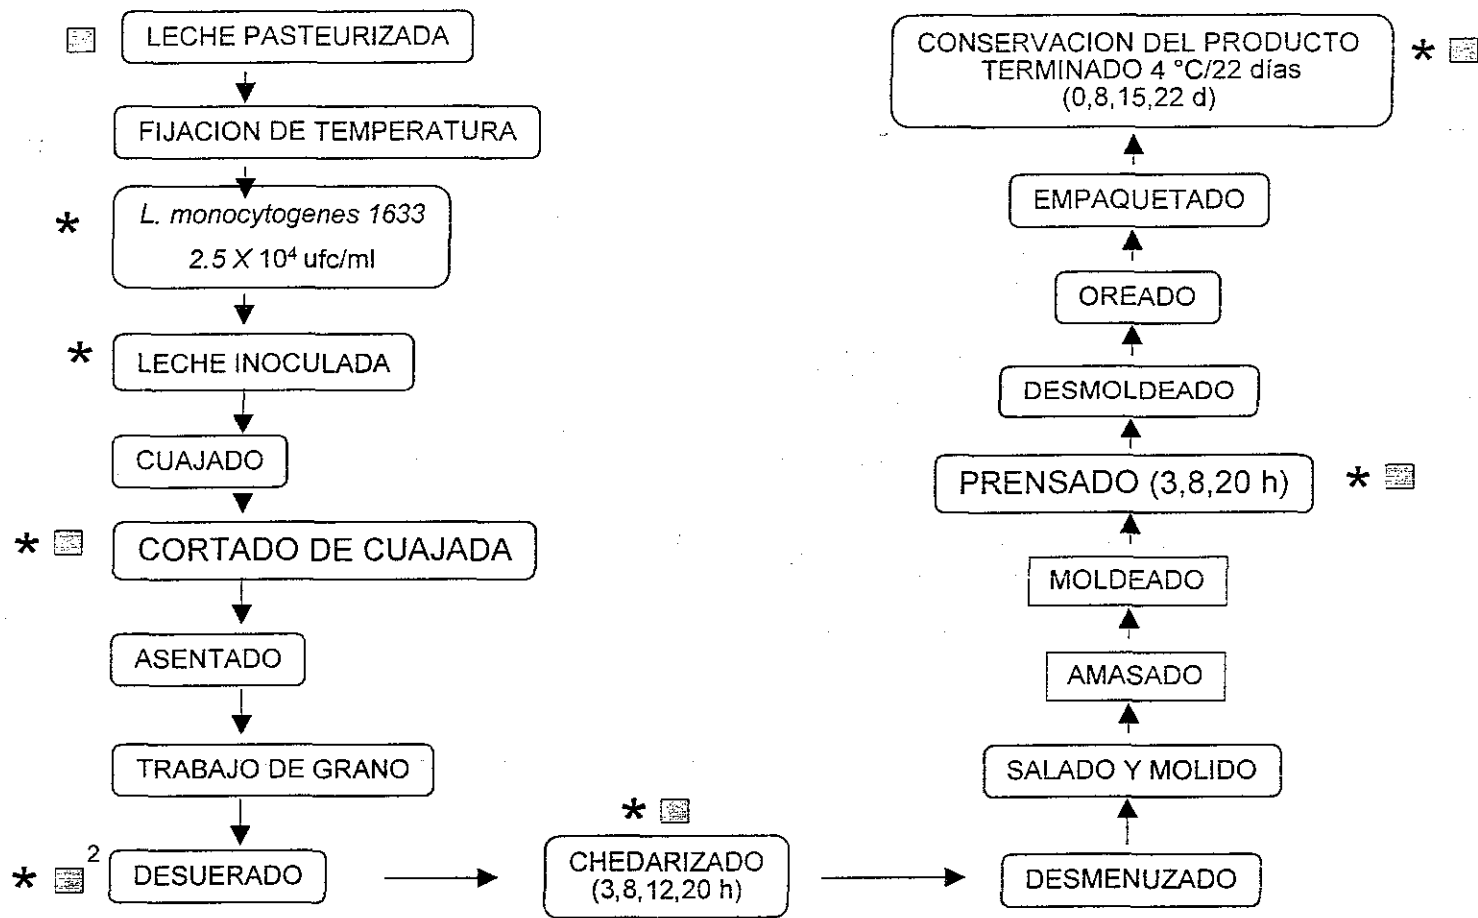 LECHE PASTEURIZADA
FIJACION DE TEMPERATURA
* L. monocytogenes 1633
2.5 X 10⁴ ufc/ml
* LECHE INOCULADA
CUAJADO
* CORTADO DE CUAJADA
ASENTADO
TRABAJO DE GRANO
* ² DESUERADO
*
CHEDARIZADO
(3,8,12,20 h)
DESMENUZADO
SALADO Y MOLIDO
AMASADO
MOLDEADO
PRENSADO (3,8,20 h) *
DESMOLDEADO
OREADO
EMPAQUETADO
CONSERVACION DEL PRODUCTO *
TERMINADO 4 °C/22 días
(0,8,15,22 d)